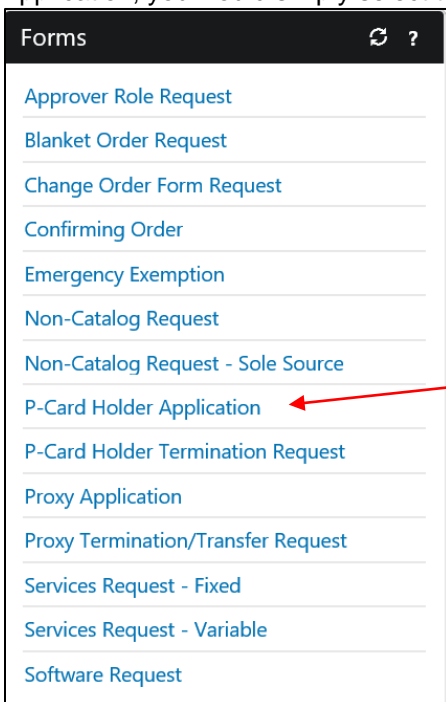 Forms ?
Approver Role Request
Blanket Order Request
Change Order Form Request
Confirming Order
Emergency Exemption
Non-Catalog Request
Non-Catalog Request - Sole Source
P-Card Holder Application
P-Card Holder Termination Request
Proxy Application
Proxy Termination/Transfer Request
Services Request - Fixed
Services Request - Variable
Software Request